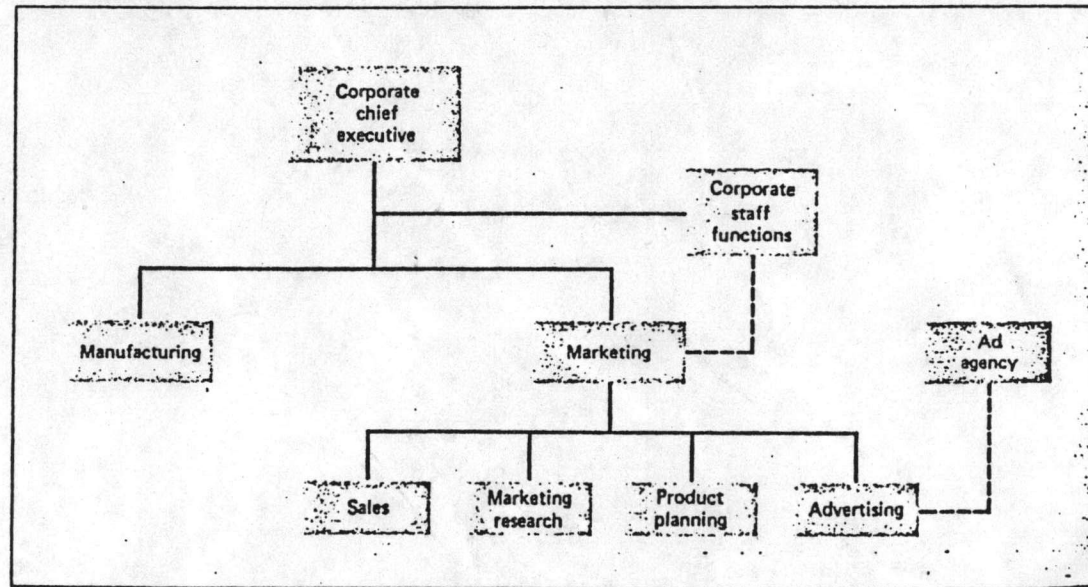 Corporate
chief
executive
Corporate
staff
functions
Manufacturing
Marketing
Ad
agency
Sales
Marketing
research
Product
planning
Advertising